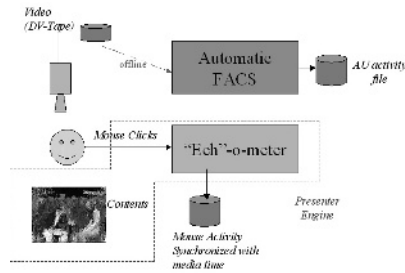 Video
(DV-Tape)
offline
Automatic
FACS
AU activity
file
Mouse Clicks
"Ech"-o-meter
Contents
Presenter
Engine
Mouse Activity
Synchronized with
media time